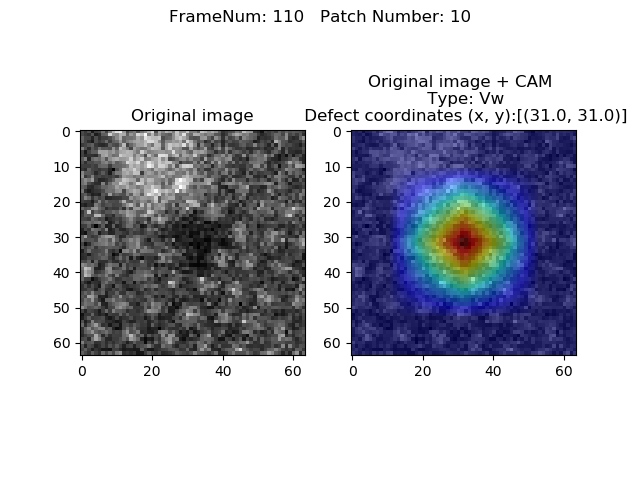 FrameNum: 110   Patch Number: 10
Original image
0
10
20
30
40
50
60
0 20 40 60
Original image + CAM
Type: Vw
Defect coordinates (x, y):[(31.0, 31.0)]
0
10
20
30
40
50
60
0 20 40 60